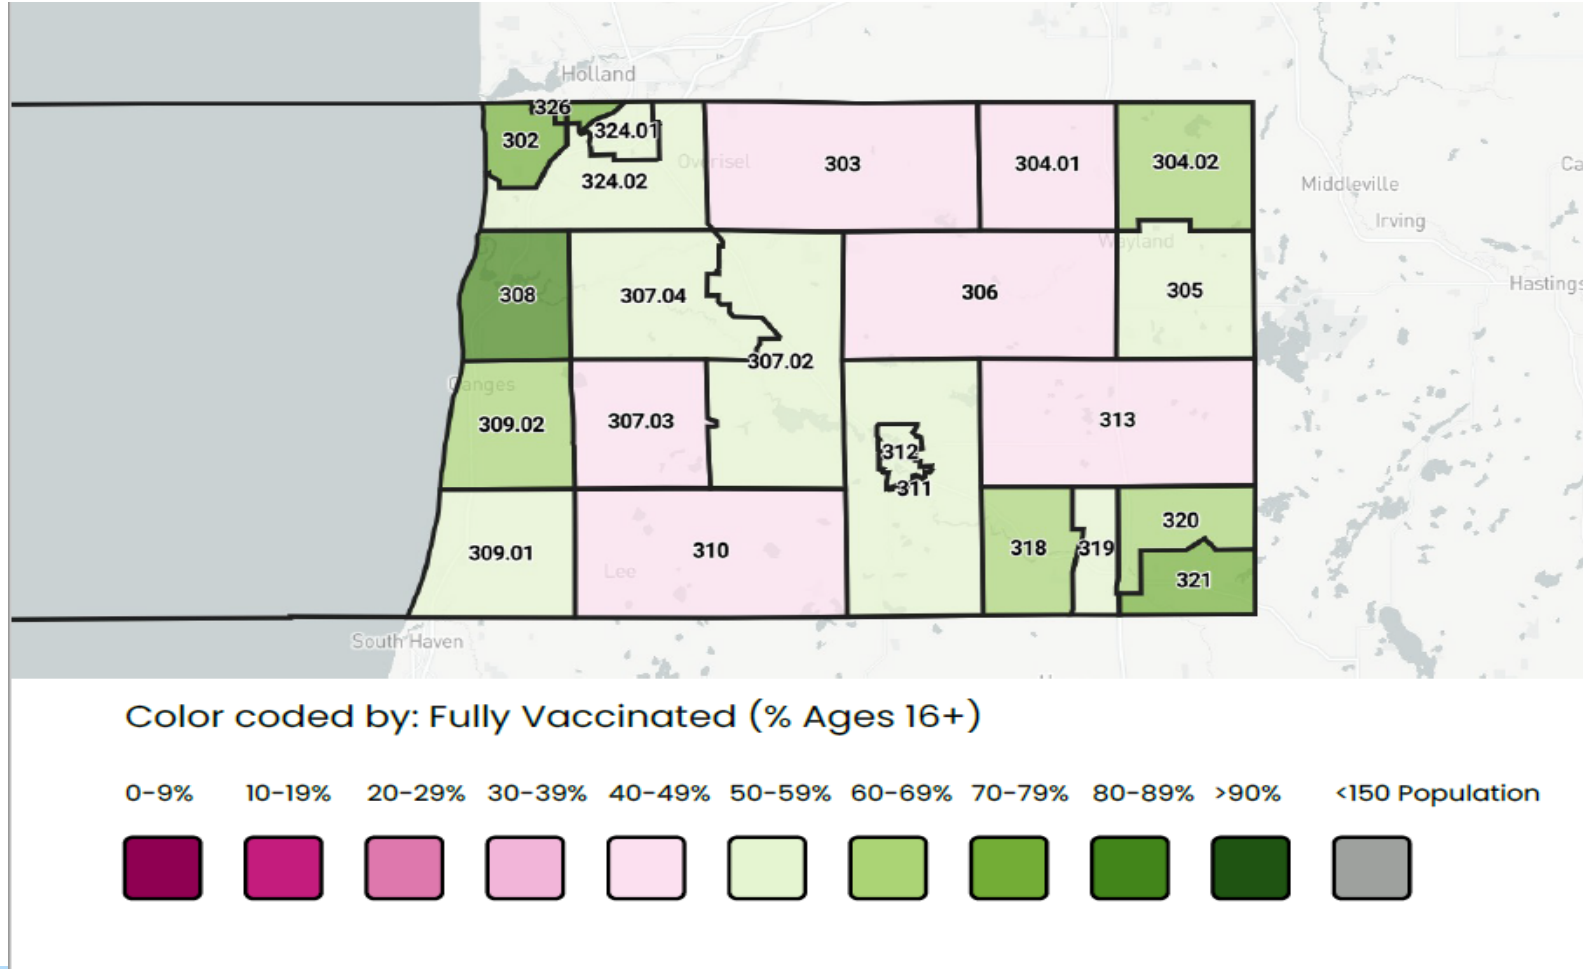 Holland
326
302
324.01
Overisel
303
304.01
304.02
324.02
Middleville
Irving
Wayland
308
307.04
306
305
Hastings
307.02
Ganges
309.02
307.03
313
312
311
309.01
310
318
319
320
321
Lee
South Haven
Color coded by: Fully Vaccinated (% Ages 16+)
0-9% 10-19% 20-29% 30-39% 40-49% 50-59% 60-69% 70-79% 80-89% >90% <150 Population